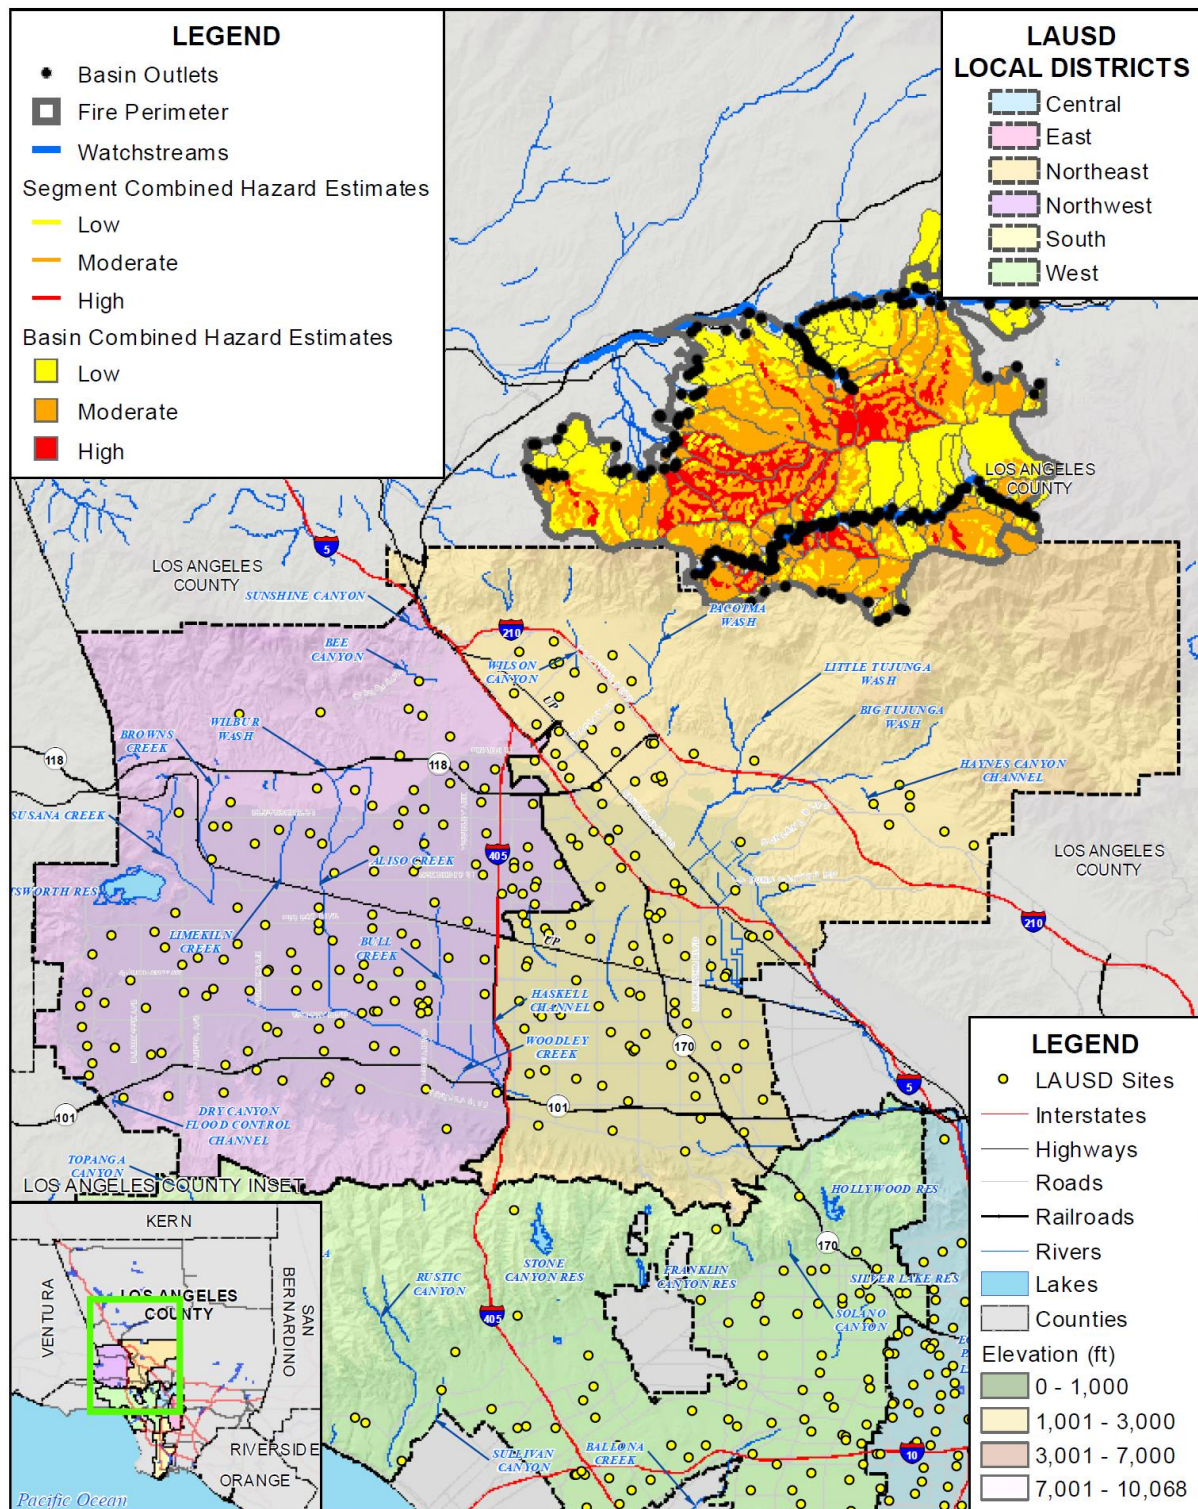 LEGEND
Basin Outlets
Fire Perimeter
Watchstreams
Segment Combined Hazard Estimates
Low
Moderate
High
Basin Combined Hazard Estimates
Low
Moderate
High
LAUSD
LOCAL DISTRICTS
Central
East
Northeast
Northwest
South
West
LOS ANGELES
COUNTY
5
LOS ANGELES
COUNTY
SUNSHINE CANYON
PACOIMA
WASH
210
BEE
CANYON
WILSON
CANYON
UP
LITTLE TUJUNGA
WASH
BIG TUJUNGA
WASH
WILBUR
WASH
BROWNS
CREEK
118
118
HAYNES CANYON
CHANNEL
SUSANA CREEK
ALISO CREEK
405
LOS ANGELES
COUNTY
TSWORTH RES
210
LIMEKILN
CREEK
BULL
CREEK
UP
HASKELL
CHANNEL
WOODLEY
CREEK
170
5
101
101
DRY CANYON
FLOOD CONTROL
CHANNEL
TOPANGA
CANYON
LOS ANGELES COUNTY INSET
HOLLYWOOD RES
170
STONE
CANYON RES
FRANKLIN
CANYON RES
SILVER LAKE RES
RUSTIC
CANYON
405
SOLANO
CANYON
SULLIVAN
CANYON
BALLONA
CREEK
10
KERN
VENTURA
LOS ANGELES
COUNTY
SAN
BERNARDINO
RIVERSIDE
ORANGE
Pacific Ocean
LEGEND
LAUSD Sites
Interstates
Highways
Roads
Railroads
Rivers
Lakes
Counties
Elevation (ft)
0 - 1,000
1,001 - 3,000
3,001 - 7,000
7,001 - 10,068